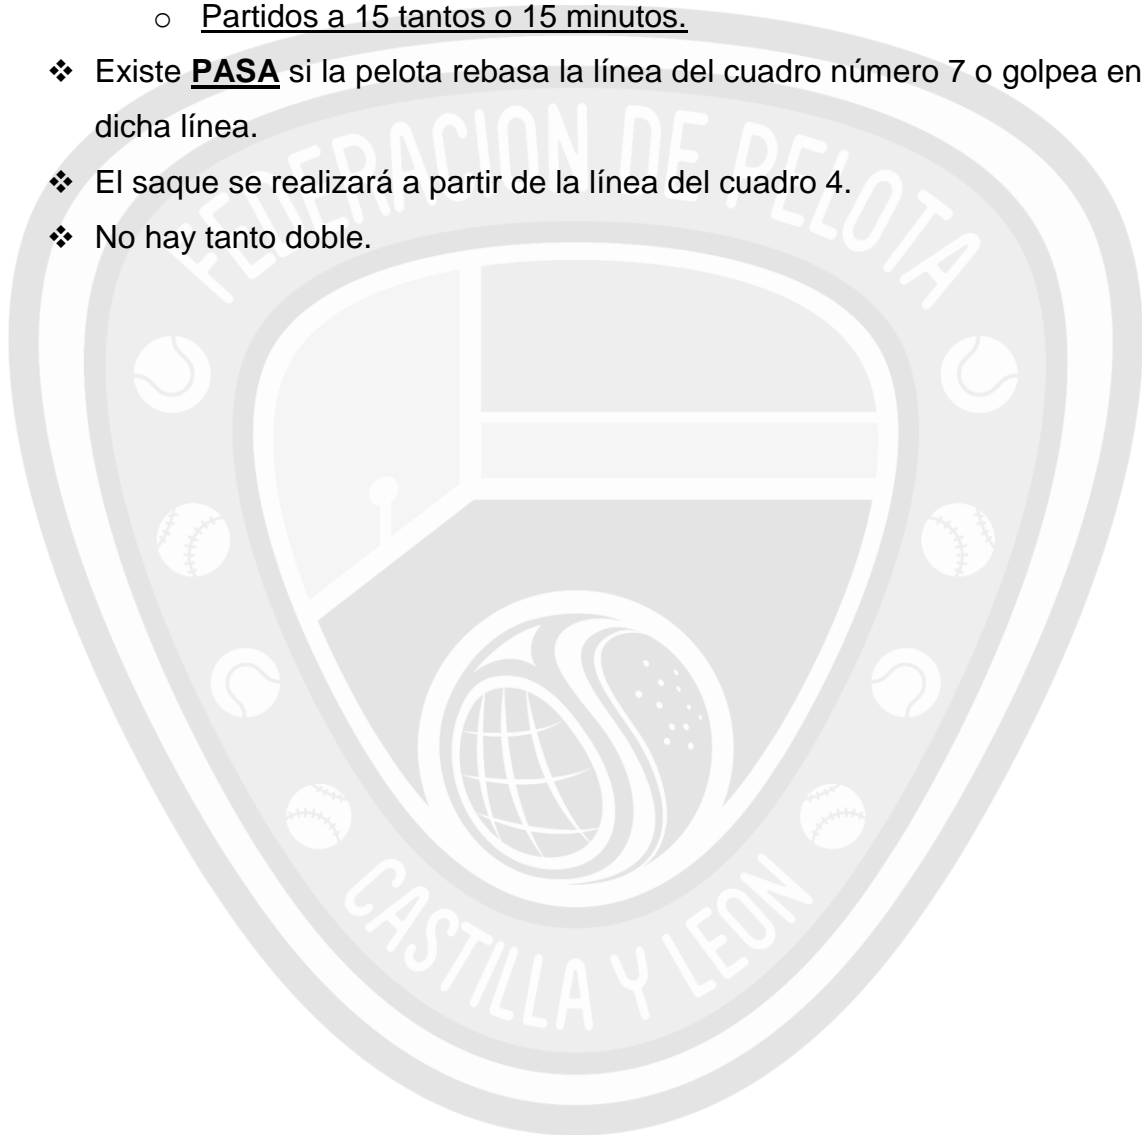 o Partidos a 15 tantos o 15 minutos.
❖ Existe PASA si la pelota rebasa la línea del cuadro número 7 o golpea en
dicha línea.
❖ El saque se realizará a partir de la línea del cuadro 4.
❖ No hay tanto doble.
FEDERACION DE PELOTA
CASTILLA Y LEON